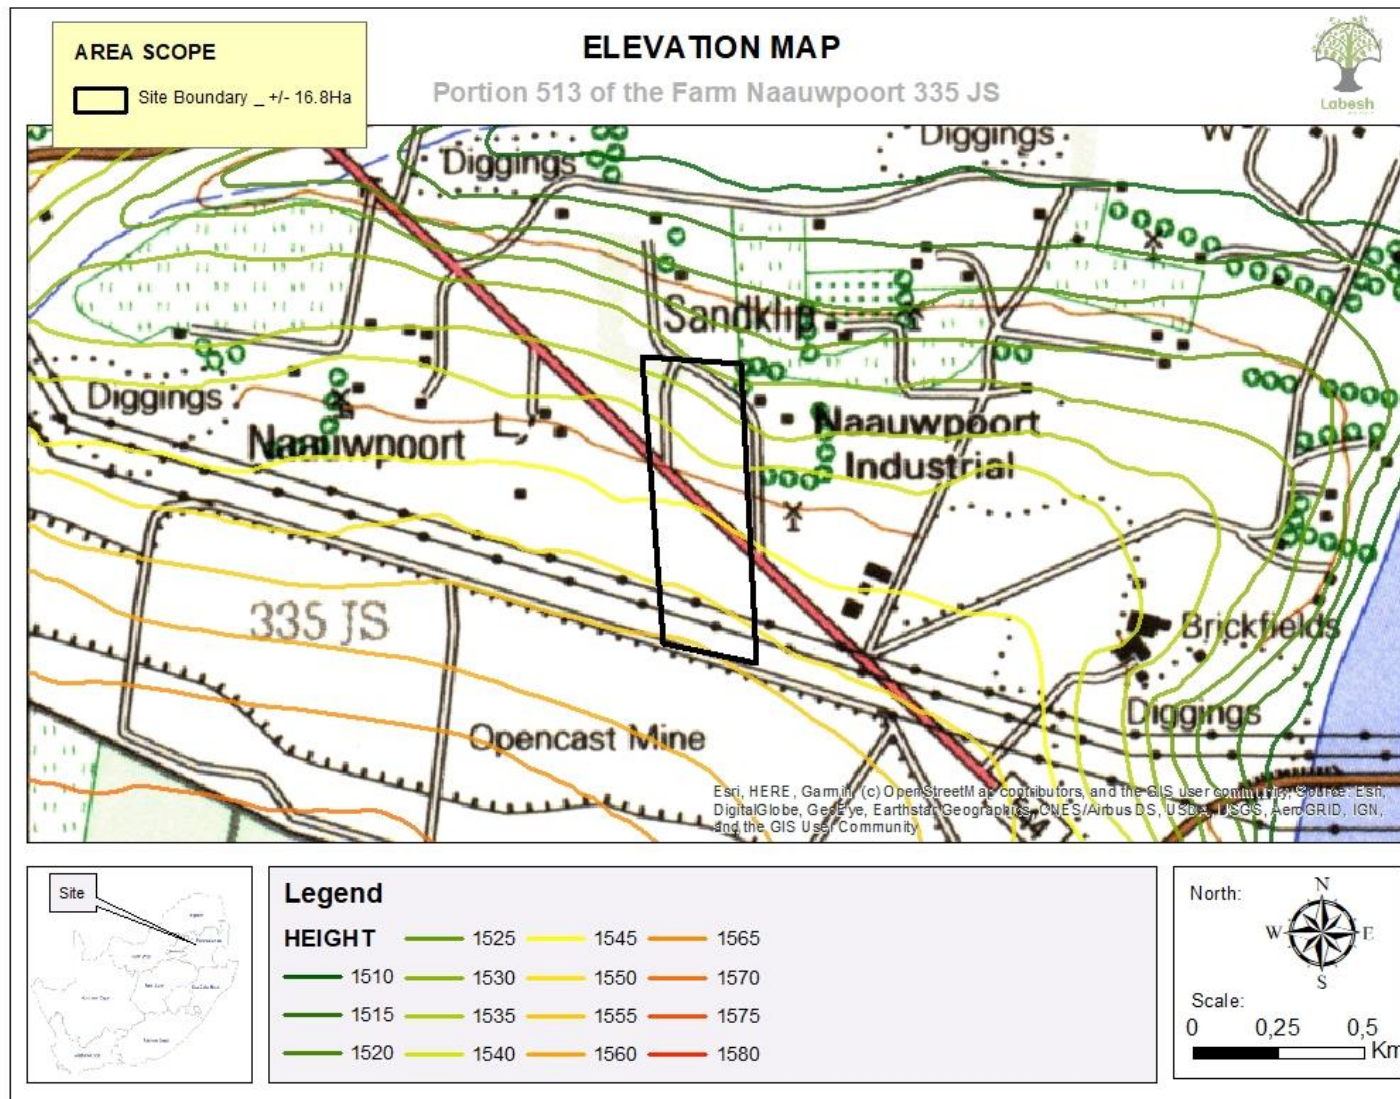 AREA SCOPE
Site Boundary _ +/- 16.8Ha
ELEVATION MAP
Portion 513 of the Farm Naauwpoort 335 JS
Labesh
Diggings
Diggings
W
Sandklip
Diggings
Naauwpoort
L,
Naauwpoort
Industrial
335 JS
Brickfields
Diggings
Opencast Mine
Esri, HERE, Garmin, (c) OpenStreetMap contributors, and the GIS user community, Source: Esri,
DigitalGlobe, GeoEye, Earthstar Geographics, CNES/Airbus DS, USDA, USGS, AeroGRID, IGN,
and the GIS User Community
Site
Legend
HEIGHT
1510
1515
1520
1525
1530
1535
1540
1545
1550
1555
1560
1565
1570
1575
1580
North:
N
W
E
S
Scale:
0 0,25 0,5
Km